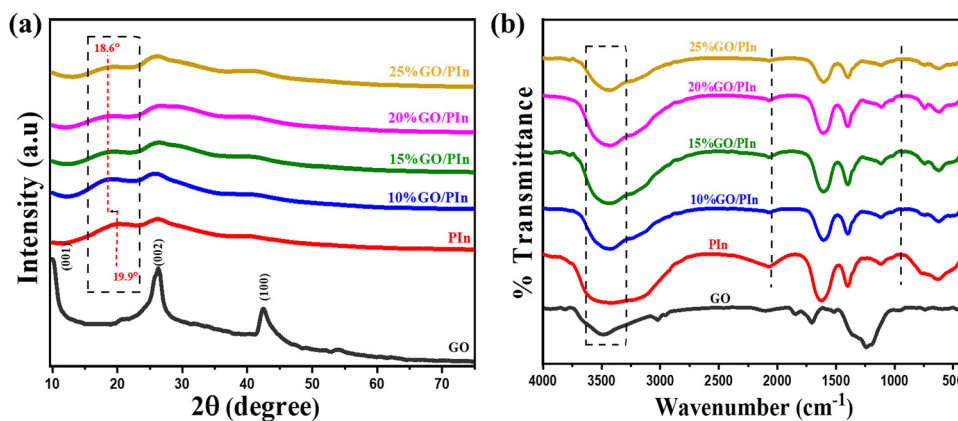 (a)
18.6°
25%GO/PIn
20%GO/PIn
15%GO/PIn
10%GO/PIn
PIn
19.9°
(001)
(002)
(100)
GO
Intensity (a.u)
10 20 30 40 50 60 70
2θ (degree)
(b)
25%GO/PIn
20%GO/PIn
15%GO/PIn
10%GO/PIn
PIn
GO
% Transmittance
4000 3500 3000 2500 2000 1500 1000 500
Wavenumber (cm⁻¹)